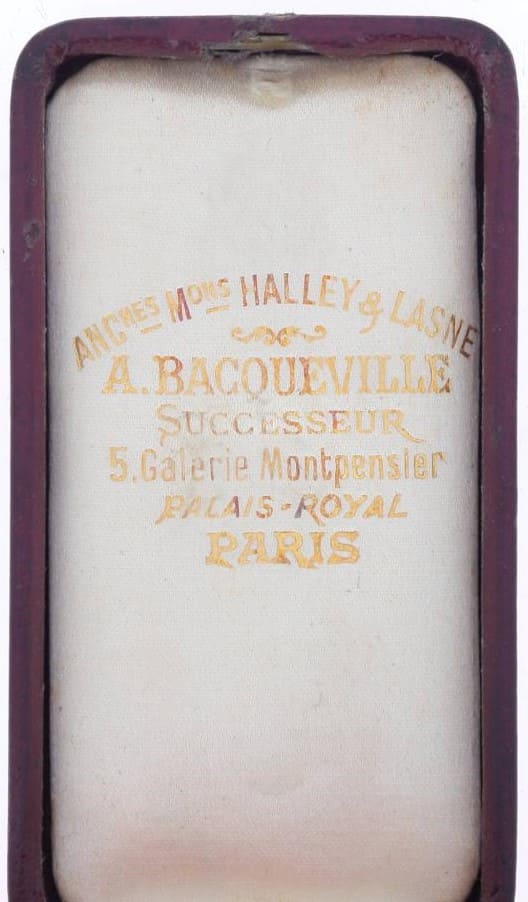 ANCNES MONS HALLEY & LASNE
A. BACQUEVILLE
SUCCESSEUR
5. Galerie Montpensier
PALAIS-ROYAL
PARIS